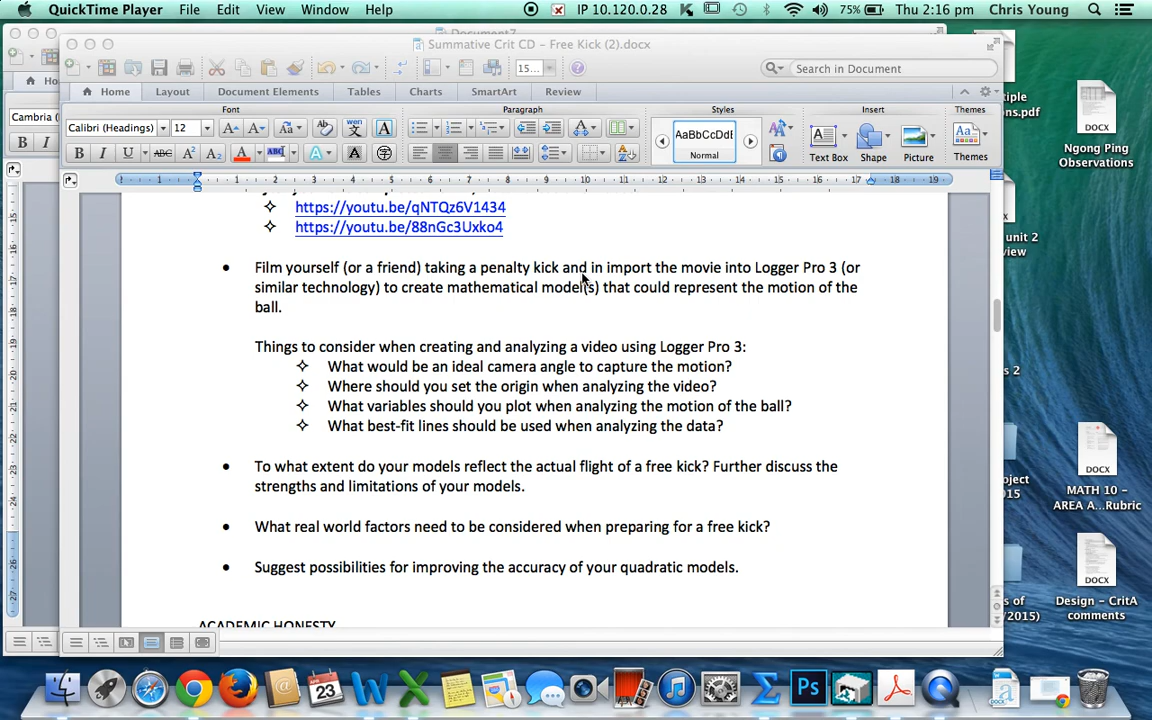 QuickTime Player File Edit View Window Help IP 10.120.0.28 75% Thu 2:16 pm Chris Young
Summative Crit CD – Free Kick (2).docx
15... Search in Document
Home Layout Document Elements Tables Charts SmartArt Review
Font Paragraph Styles Insert Themes
Cambria (
Calibri (Headings) 12
AaBbCcDdE
Normal
Text Box Shape Picture Themes
https://youtu.be/qNTQz6V1434
https://youtu.be/88nGc3Uxko4
Film yourself (or a friend) taking a penalty kick and in import the movie into Logger Pro 3 (or
similar technology) to create mathematical model(s) that could represent the motion of the
ball.
Things to consider when creating and analyzing a video using Logger Pro 3:
What would be an ideal camera angle to capture the motion?
Where should you set the origin when analyzing the video?
What variables should you plot when analyzing the motion of the ball?
What best-fit lines should be used when analyzing the data?
To what extent do your models reflect the actual flight of a free kick? Further discuss the
strengths and limitations of your models.
What real world factors need to be considered when preparing for a free kick?
Suggest possibilities for improving the accuracy of your quadratic models.
ACADEMIC HONESTY
DOCX
Ngong Ping
Observations
DOCX
MATH 10 –
AREA A...Rubric
DOCX
Design – CritA
comments